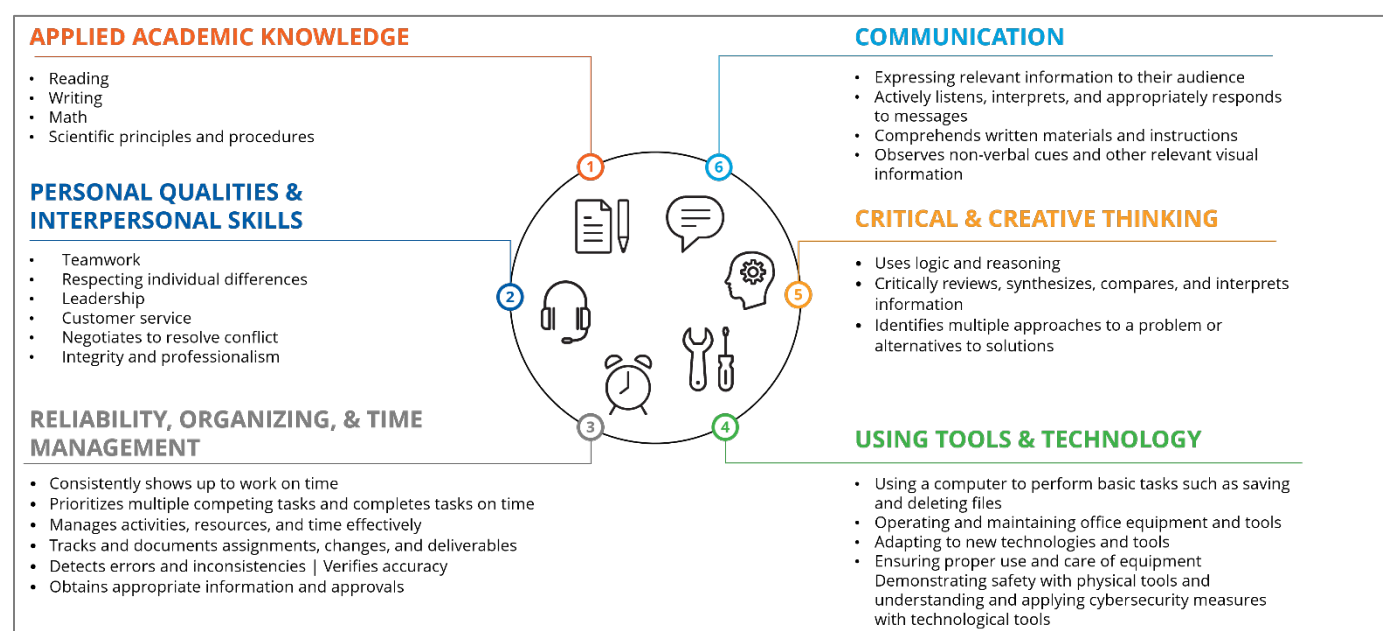 APPLIED ACADEMIC KNOWLEDGE
• Reading
• Writing
• Math
• Scientific principles and procedures
PERSONAL QUALITIES &
INTERPERSONAL SKILLS
• Teamwork
• Respecting individual differences
• Leadership
• Customer service
• Negotiates to resolve conflict
• Integrity and professionalism
RELIABILITY, ORGANIZING, & TIME
MANAGEMENT
• Consistently shows up to work on time
• Prioritizes multiple competing tasks and completes tasks on time
• Manages activities, resources, and time effectively
• Tracks and documents assignments, changes, and deliverables
• Detects errors and inconsistencies | Verifies accuracy
• Obtains appropriate information and approvals
1
2
3
6
5
4
COMMUNICATION
• Expressing relevant information to their audience
• Actively listens, interprets, and appropriately responds
to messages
• Comprehends written materials and instructions
• Observes non-verbal cues and other relevant visual
information
CRITICAL & CREATIVE THINKING
• Uses logic and reasoning
• Critically reviews, synthesizes, compares, and interprets
information
• Identifies multiple approaches to a problem or
alternatives to solutions
USING TOOLS & TECHNOLOGY
• Using a computer to perform basic tasks such as saving
and deleting files
• Operating and maintaining office equipment and tools
• Adapting to new technologies and tools
• Ensuring proper use and care of equipment
Demonstrating safety with physical tools and
understanding and applying cybersecurity measures
with technological tools